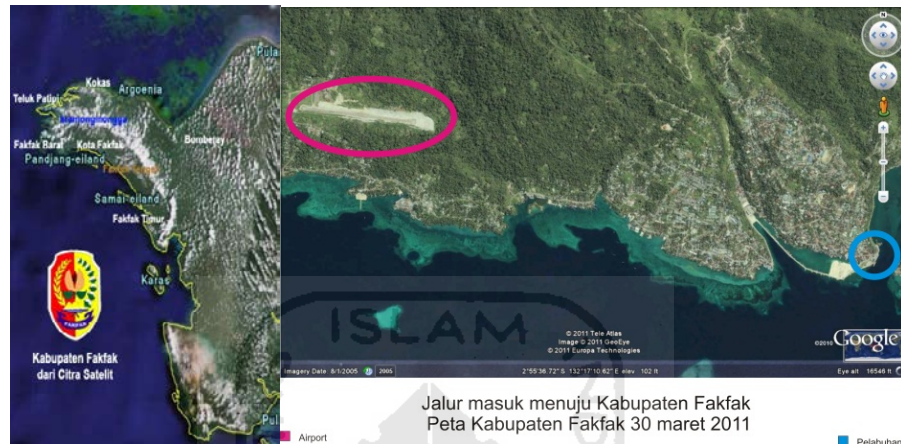 Pula
Kokas
Argoenia
Teluk Patipi
Mbahamdandara
Bomberay
Fakfak Barat
Kota Fakfak
Pandjang-eiland
Samai-eiland
Fakfak Timur
Karas
FAKFAK
Kabupaten Fakfak
dari Citra Satelit
Pul
N
ISLAM
© 2011 Tele Atlas
Image © 2011 GeoEye
© 2011 Europa Technologies
©2010 Google
Imagery Date: 8/1/2005
2005
2°55'36.72" S 132°17'10.62" E elev 102 ft
Eye alt 16546 ft
Jalur masuk menuju Kabupaten Fakfak
Peta Kabupaten Fakfak 30 maret 2011
Airport
Pelabuhan